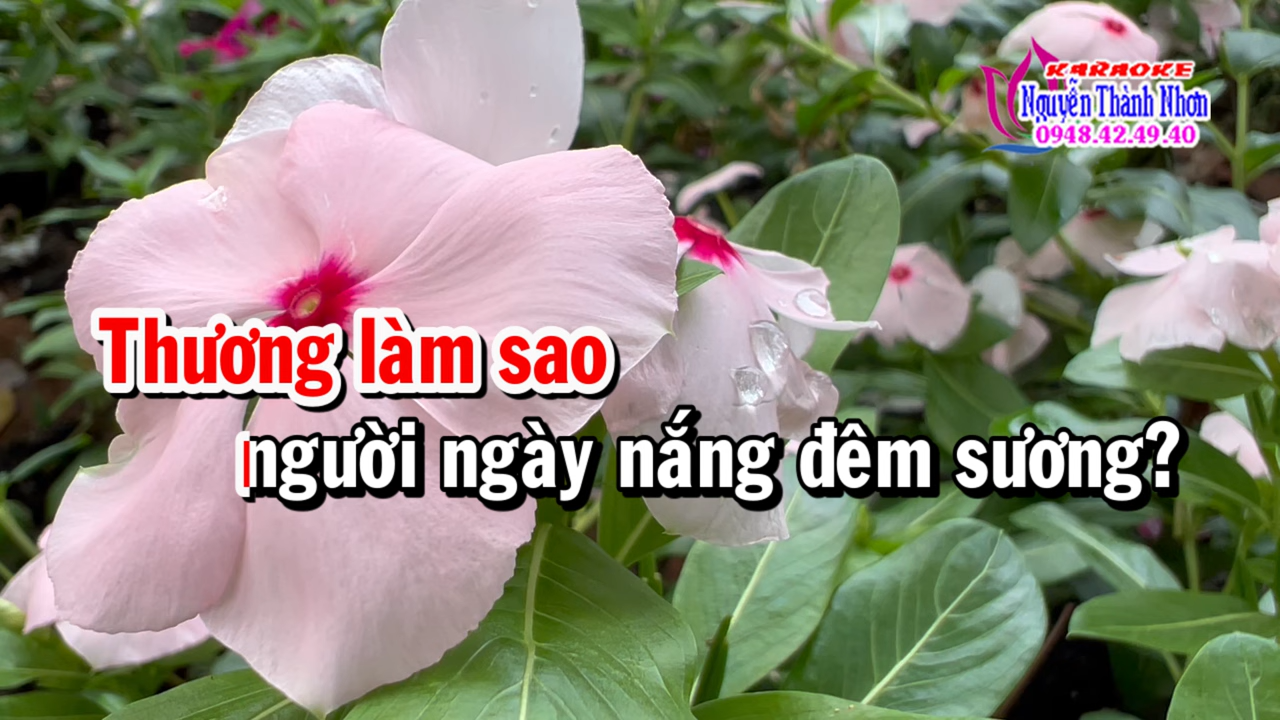 KARAOKE
Nguyễn Thành Nhơn
0948.42.49.40
Thương làm sao
người ngày nắng đêm sương?